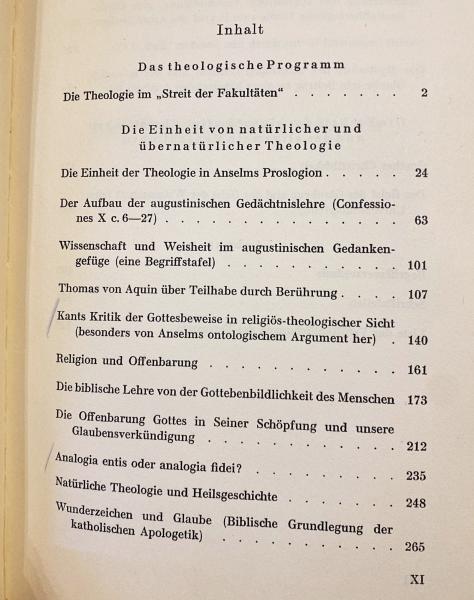 Inhalt
Das theologische Programm
Die Theologie im „Streit der Fakultäten“ . . . . . . . 2
Die Einheit von natürlicher und
übernatürlicher Theologie
Die Einheit der Theologie in Anselms Proslogion . . . . 24
Der Aufbau der augustinischen Gedächtnislehre (Confessio-
nes X c. 6—27) . . . . . . . . . . . . . 63
Wissenschaft und Weisheit im augustinischen Gedanken-
gefüge (eine Begriffstafel) . . . . . . . . . . 101
Thomas von Aquin über Teilhabe durch Berührung . . . . 107
Kants Kritik der Gottesbeweise in religiös-theologischer Sicht
(besonders von Anselms ontologischem Argument her) . 140
Religion und Offenbarung . . . . . . . . . . . 161
Die biblische Lehre von der Gottebenbildlichkeit des Menschen 173
Die Offenbarung Gottes in Seiner Schöpfung und unsere
Glaubensverkündigung . . . . . . . . . . . 212
Analogia entis oder analogia fidei? . . . . . . . . . 235
Natürliche Theologie und Heilsgeschichte . . . . . . . 248
Wunderzeichen und Glaube (Biblische Grundlegung der
katholischen Apologetik) . . . . . . . . . . . 265
XI